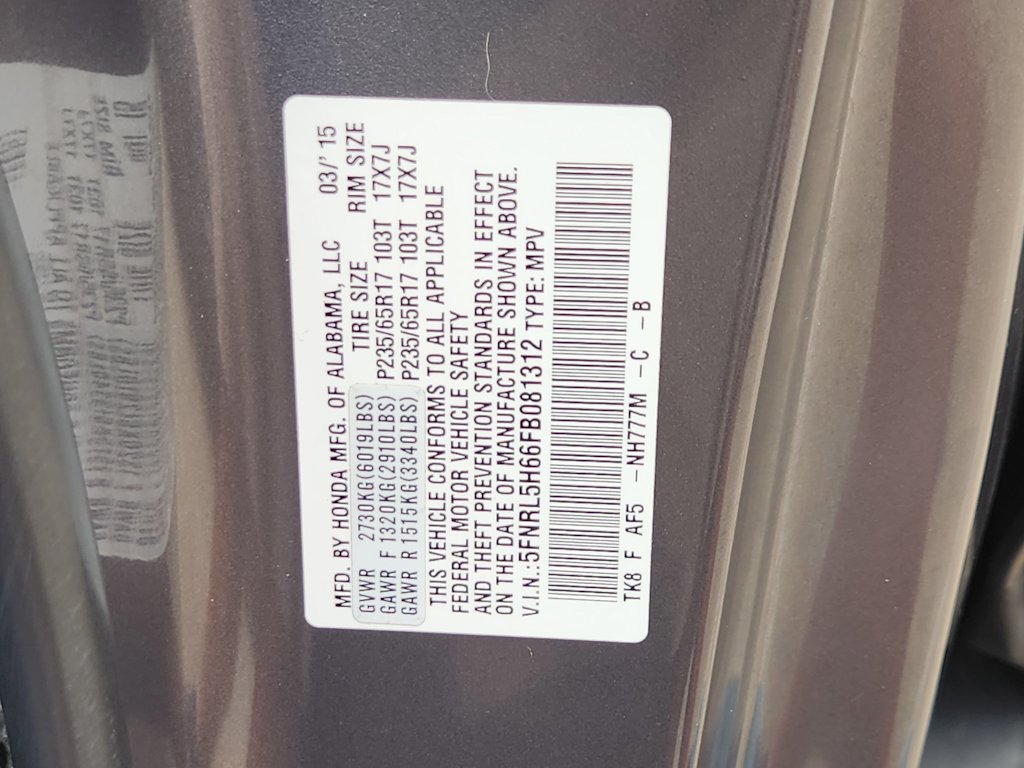 MFD. BY HONDA MFG. OF ALABAMA, LLC 03/'15
TIRE SIZE RIM SIZE
GVWR 2730KG(6019LBS)
GAWR F 1320KG(2910LBS) P235/65R17 103T 17X7J
GAWR R 1515KG(3340LBS) P235/65R17 103T 17X7J
THIS VEHICLE CONFORMS TO ALL APPLICABLE
FEDERAL MOTOR VEHICLE SAFETY
AND THEFT PREVENTION STANDARDS IN EFFECT
ON THE DATE OF MANUFACTURE SHOWN ABOVE.
V.I.N.:5FNRL5H66FB081312 TYPE: MPV
TK8 F AF5 -NH777M -C -B